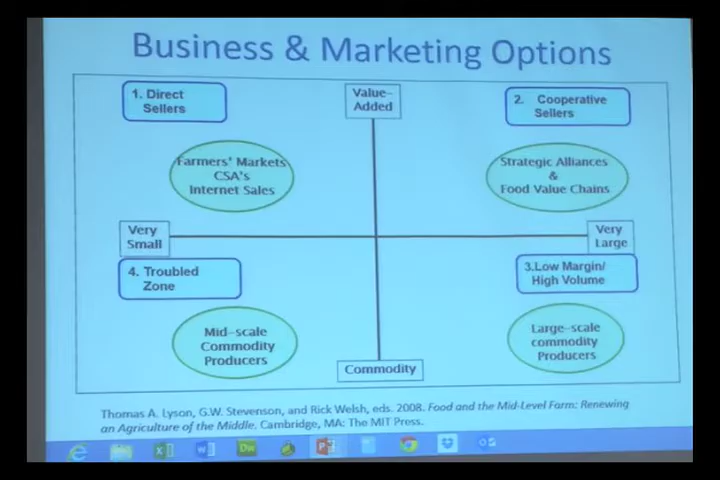 Business & Marketing Options
1. Direct
Sellers
Value-
Added
2. Cooperative
Sellers
Farmers' Markets
CSA's
Internet Sales
Strategic Alliances
&
Food Value Chains
Very
Small
Very
Large
4. Troubled
Zone
3.Low Margin/
High Volume
Mid-scale
Commodity
Producers
Large-scale
commodity
Producers
Commodity
Thomas A. Lyson, G.W. Stevenson, and Rick Welsh, eds. 2008. Food and the Mid-Level Farm: Renewing
an Agriculture of the Middle. Cambridge, MA: The MIT Press.
Dw